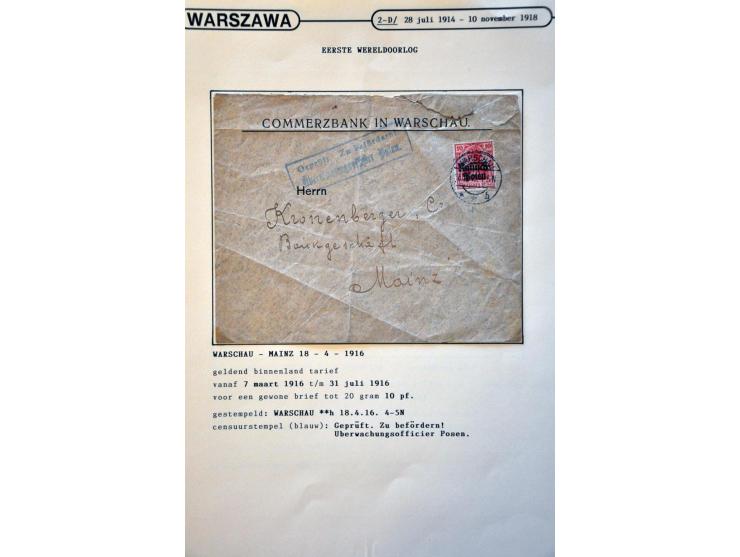 WARSZAWA
2-D/ 28 juli 1914 - 10 november 1918
EERSTE WERELDOORLOG
COMMERZBANK IN WARSCHAU.
Geprüft. Zu befördern!
Überwachungsoffizier Posen.
Herrn
Kronenberger, C.
Bankgeschäft
Mainz
WARSCHAU - MAINZ 18 - 4 - 1916
geldend binnenland tarief
vanaf 7 maart 1916 t/m 31 juli 1916
voor een gewone brief tot 20 gram 10 pf.
gestempeld: WARSCHAU **h 18.4.16. 4-5N
censuurstempel (blauw): Geprüft. Zu befördern!
Uberwachungsofficier Posen.